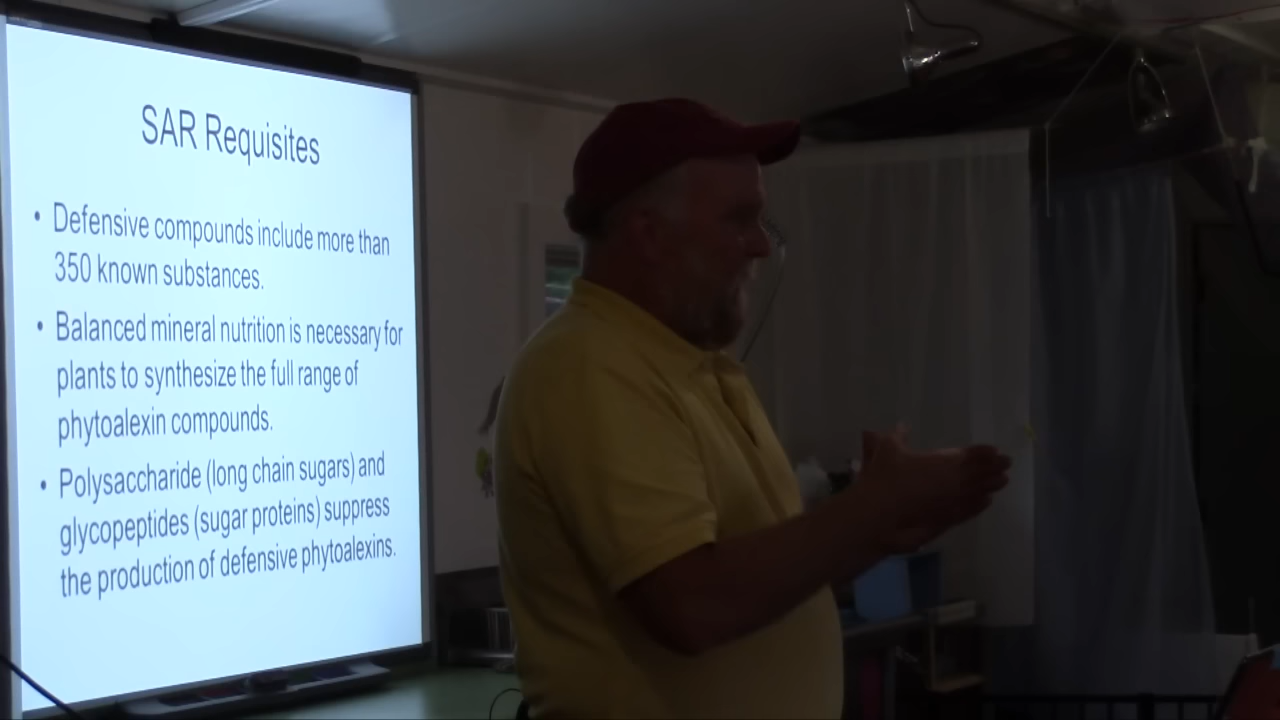 SAR Requisites
• Defensive compounds include more than
350 known substances.
• Balanced mineral nutrition is necessary for
plants to synthesize the full range of
phytoalexin compounds.
• Polysaccharide (long chain sugars) and
glycopeptides (sugar proteins) suppress
the production of defensive phytoalexins.